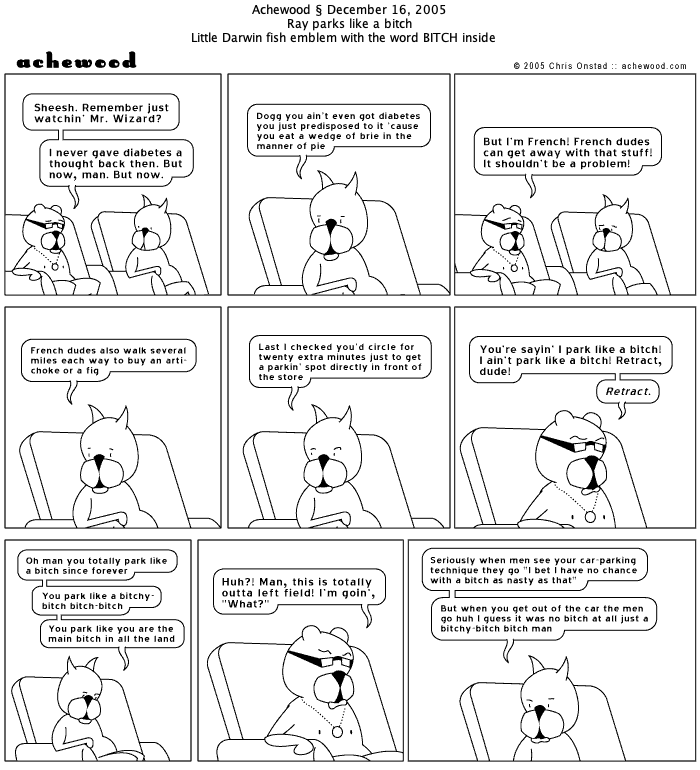 Achewood § December 16, 2005
Ray parks like a bitch
Little Darwin fish emblem with the word BITCH inside
achewood
© 2005 Chris Onstad :: achewood.com
Sheesh. Remember just
watchin' Mr. Wizard?
I never gave diabetes a
thought back then. But
now, man. But now.
Dogg you ain't even got diabetes
you just predisposed to it 'cause
you eat a wedge of brie in the
manner of pie
But I'm French! French dudes
can get away with that stuff!
It shouldn't be a problem!
French dudes also walk several
miles each way to buy an arti-
choke or a fig
Last I checked you'd circle for
twenty extra minutes just to get
a parkin' spot directly in front of
the store
You're sayin' I park like a bitch!
I ain't park like a bitch! Retract,
dude!
Retract.
Oh man you totally park like
a bitch since forever
You park like a bitchy-
bitch bitch-bitch
You park like you are the
main bitch in all the land
Huh?! Man, this is totally
outta left field! I'm goin',
"What?"
Seriously when men see your car-parking
technique they go "I bet I have no chance
with a bitch as nasty as that"
But when you get out of the car the men
go huh I guess it was no bitch at all just a
bitchy-bitch bitch man